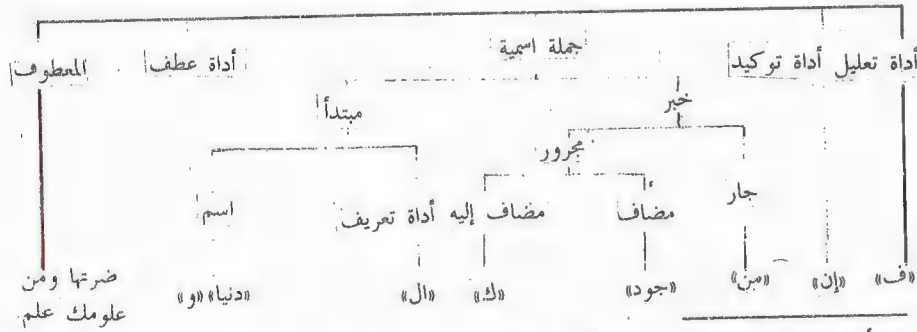 أداة تعليل أداة توكيد جملة اسمية أداة عطف المعطوف
خبر مبتدأ
مجرور
جار مضاف مضاف إليه أداة تعريف اسم
«ف» «إن» «من» «جود» «ك» «ال» «دنيا» «و» ضرتها ومن
علومك علم